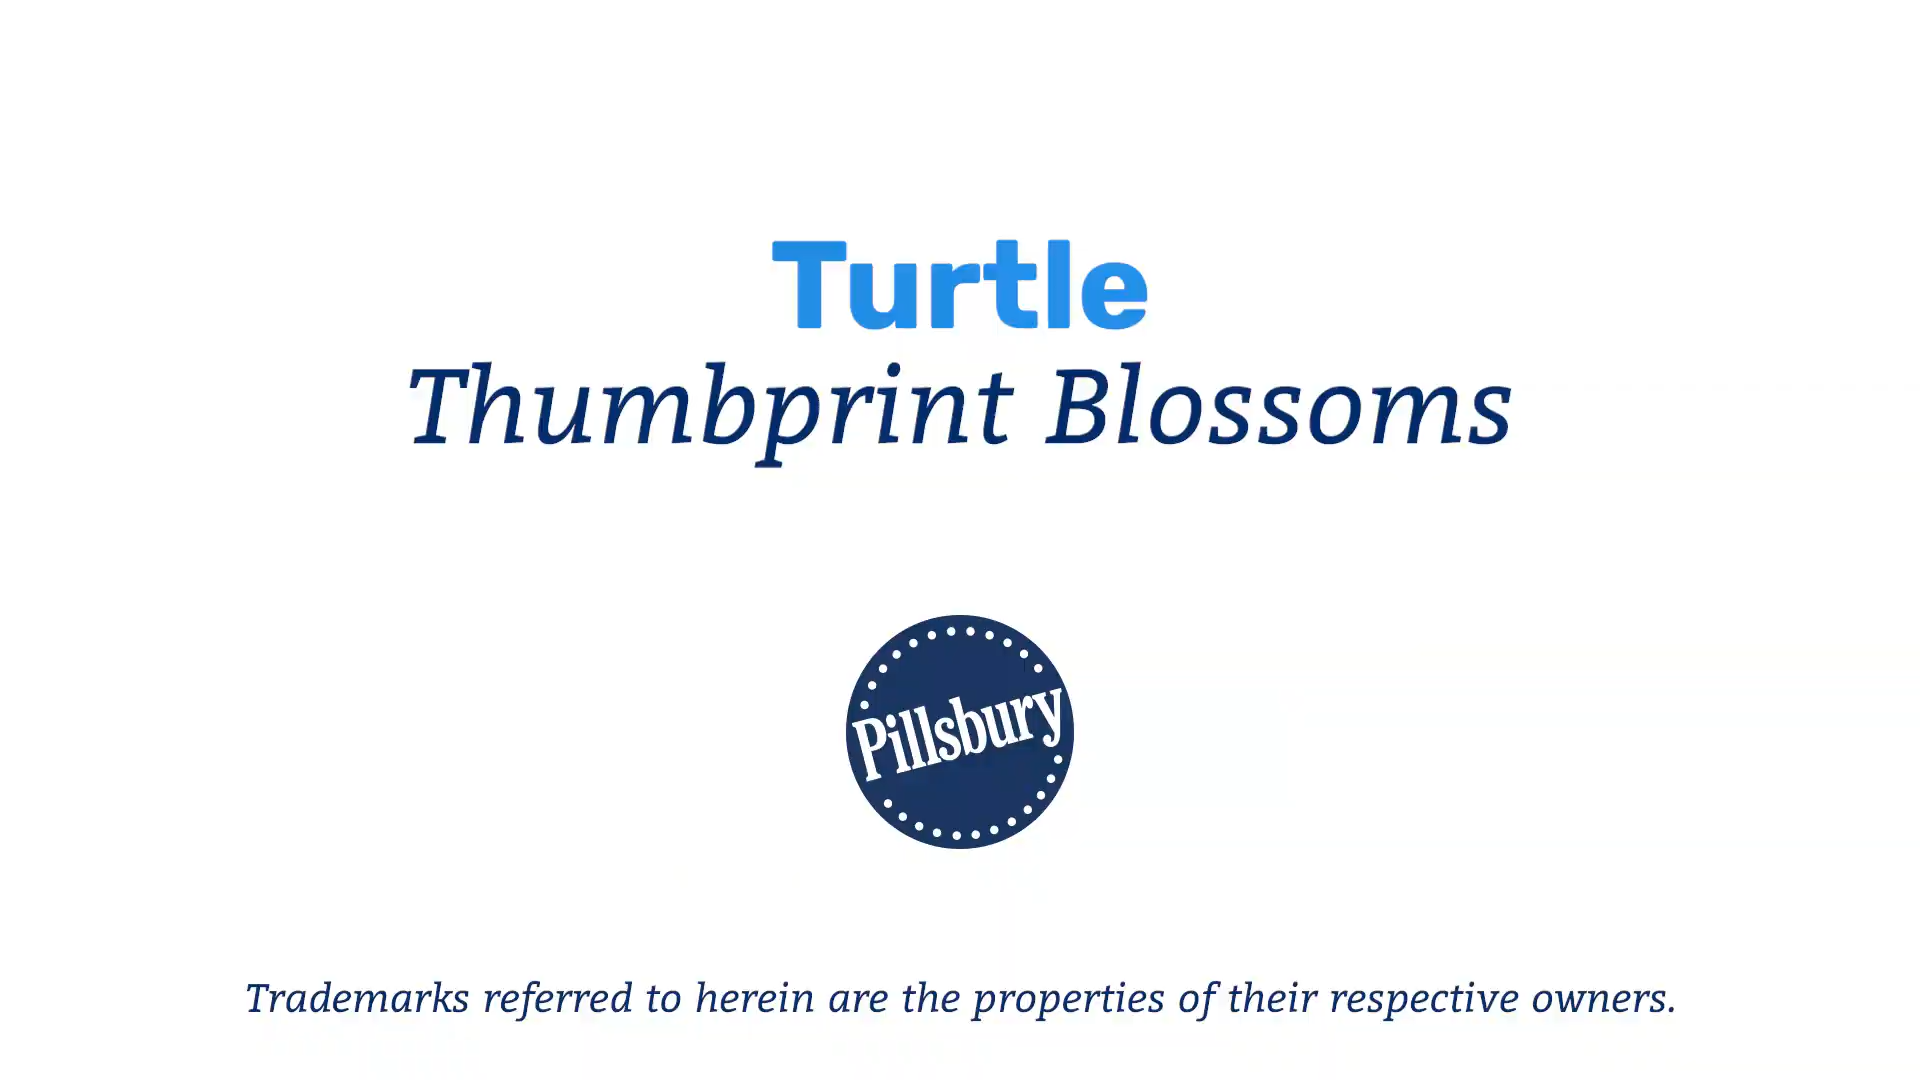 Turtle
Thumbprint Blossoms
Pillsbury
Trademarks referred to herein are the properties of their respective owners.